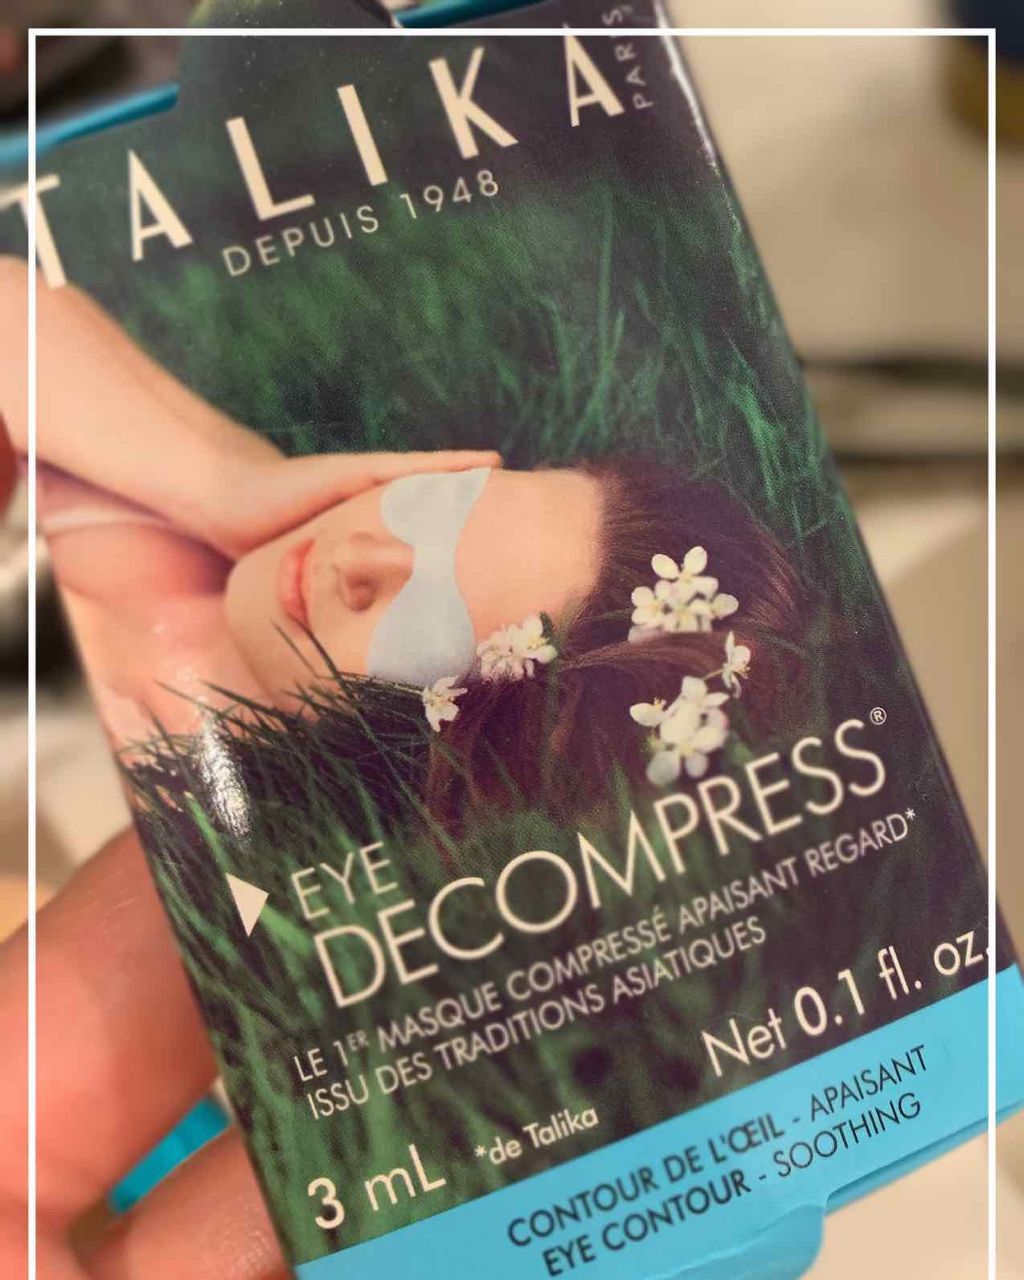 TALIKA
PARIS
DEPUIS 1948
EYE
DECOMPRESS®
LE 1ER MASQUE COMPRESSÉ APAISANT REGARD*
ISSU DES TRADITIONS ASIATIQUES
3 mL *de Talika Net 0.1 fl. oz.
CONTOUR DE L'ŒIL - APAISANT
EYE CONTOUR - SOOTHING